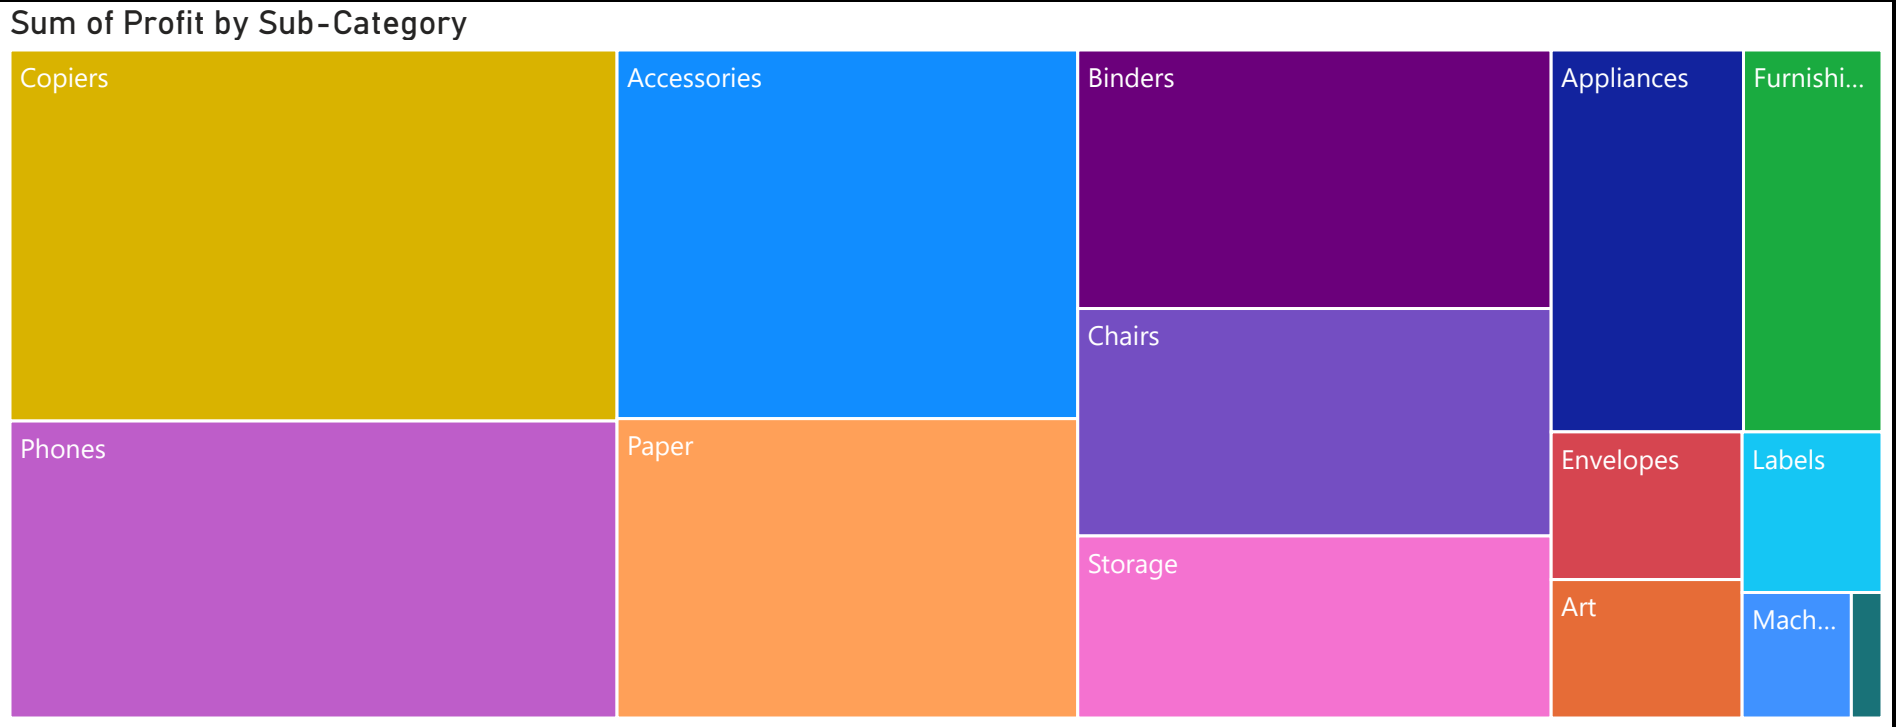 Sum of Profit by Sub-Category
Copiers
Accessories
Binders
Appliances
Furnishi...
Chairs
Phones
Paper
Envelopes
Labels
Storage
Art
Mach...